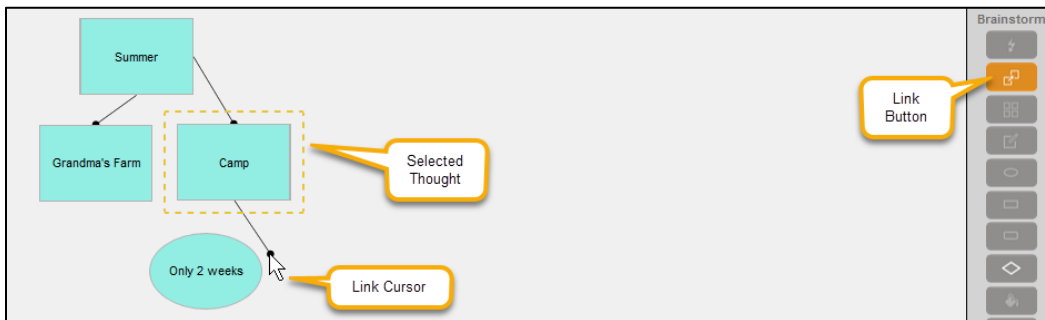 Brainstorm
Summer
Link
Button
Grandma's Farm
Camp
Selected
Thought
Only 2 weeks
Link Cursor